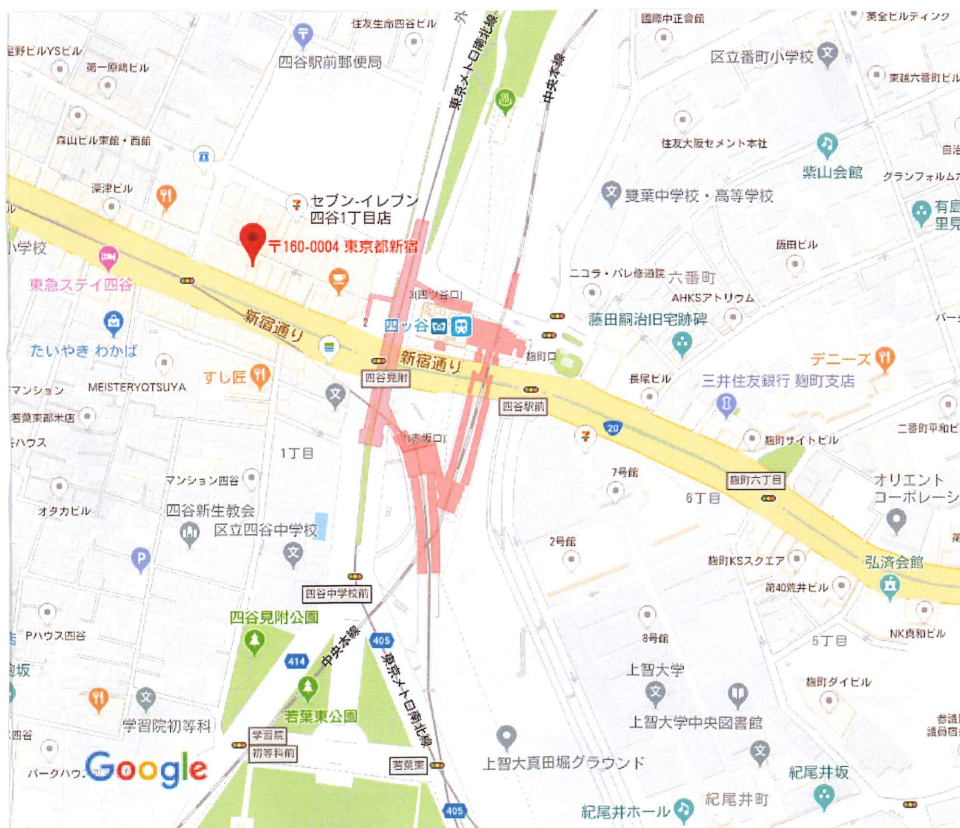 住友生命四谷ビル
國際中正會館
英全ビルディング
星野ビルYSビル
四谷駅前郵便局
東京メトロ南北線
中央本線
区立番町小学校
第一原嶋ビル
東越六番町ビル
森山ビル東館・西館
住友大阪セメント本社
紫山会館
グランフォルム六
深津ビル
セブン-イレブン
四谷1丁目店
雙葉中学校・高等学校
有島
里見
小学校
〒160-0004 東京都新宿
飯田ビル
東急ステイ四谷
ニコラ・バレ修道院
六番町
AHKSアトリウム
3(四ツ谷口)
四ツ谷
藤田嗣治旧宅跡碑
たいやき わかば
新宿通り
新宿通り
麹町口
デニーズ
長尾ビル
マンション
MEISTERYOTSUYA
すし匠
四谷見附
三井住友銀行 麹町支店
若葉東部米店
四谷駅前
二番町平和ビ
20
麹町サイトビル
1(赤坂口)
1丁目
7号館
麹町六丁目
6丁目
オリエント
コーポレーシ
マンション四谷
オタカビル
四谷新生教会
区立四谷中学校
2号館
麹町KSスクエア
弘済会館
四谷中学校前
第40荒井ビル
四谷見附公園
NK真和ビル
Pハウス四谷
405
8号館
5丁目
414
中央本線
東京メトロ南北線
上智大学
若葉東公園
麹町ダイビル
上智大学中央図書館
学習院初等科
学習院
初等科前
上智大真田堀グラウンド
若葉東
紀尾井坂
パークハウ
Google
紀尾井ホール
紀尾井町
405